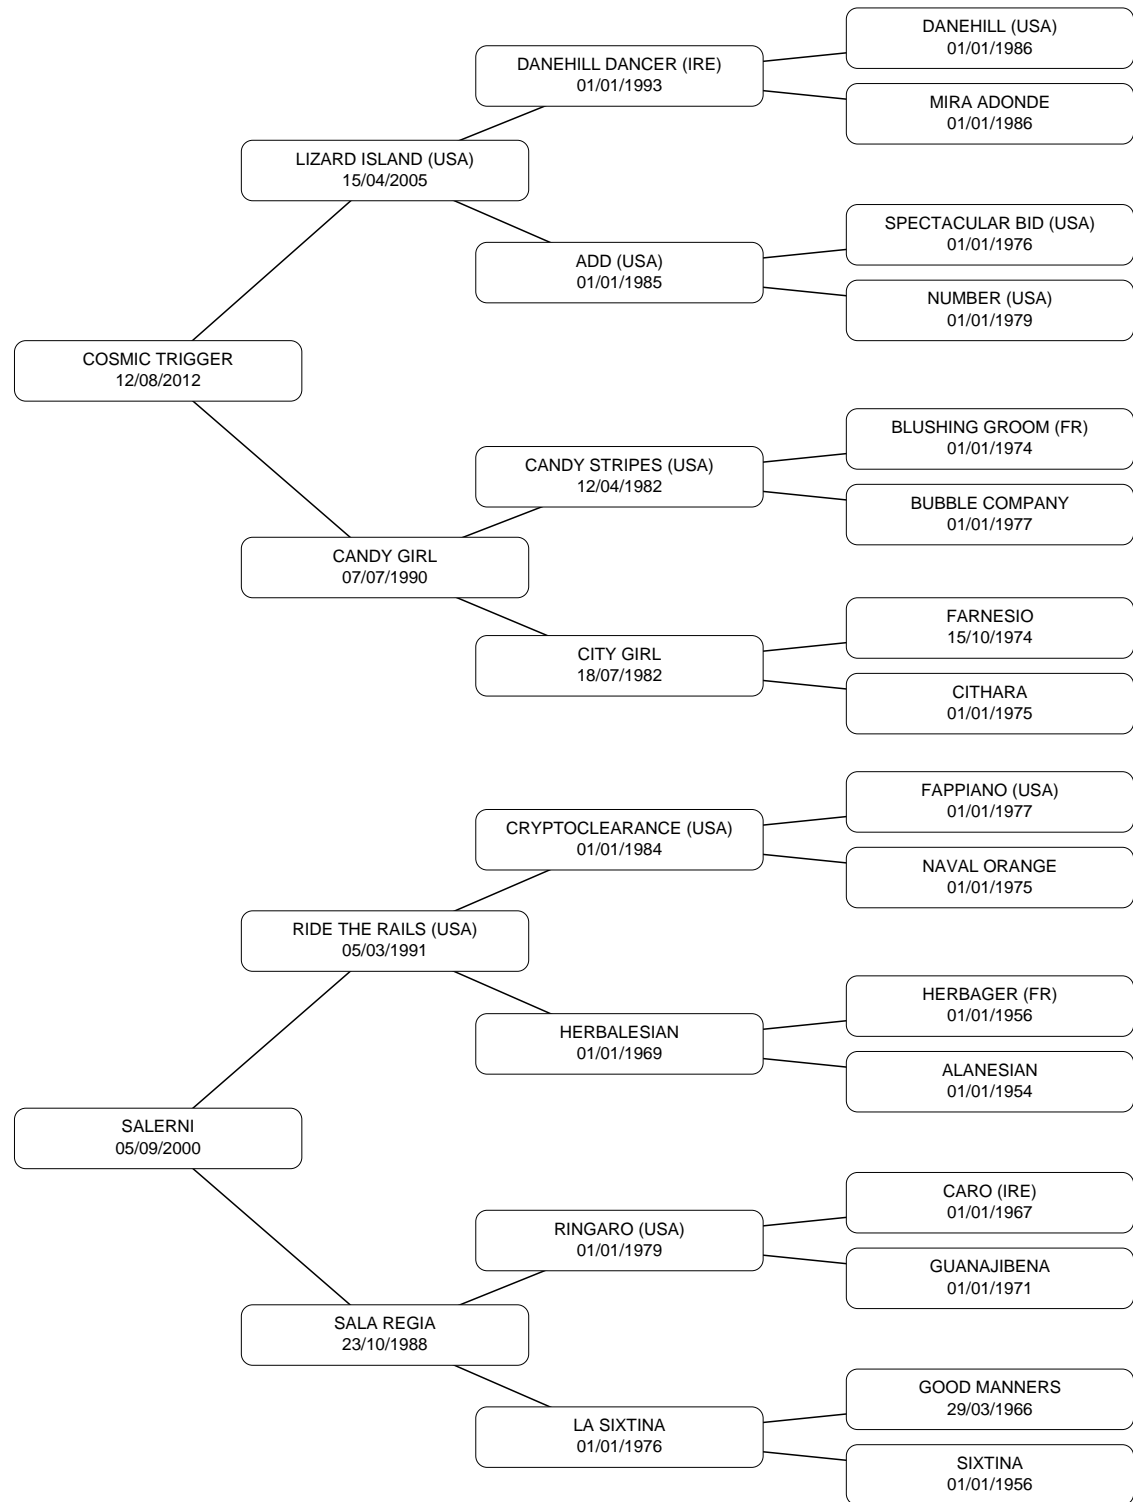 DANEHILL (USA)
01/01/1986
DANEHILL DANCER (IRE)
01/01/1993
MIRA ADONDE
01/01/1986
LIZARD ISLAND (USA)
15/04/2005
SPECTACULAR BID (USA)
01/01/1976
ADD (USA)
01/01/1985
NUMBER (USA)
01/01/1979
COSMIC TRIGGER
12/08/2012
BLUSHING GROOM (FR)
01/01/1974
CANDY STRIPES (USA)
12/04/1982
BUBBLE COMPANY
01/01/1977
CANDY GIRL
07/07/1990
FARNESIO
15/10/1974
CITY GIRL
18/07/1982
CITHARA
01/01/1975
FAPPIANO (USA)
01/01/1977
CRYPTOCLEARANCE (USA)
01/01/1984
NAVAL ORANGE
01/01/1975
RIDE THE RAILS (USA)
05/03/1991
HERBAGER (FR)
01/01/1956
HERBALESIAN
01/01/1969
ALANESIAN
01/01/1954
SALERNI
05/09/2000
CARO (IRE)
01/01/1967
RINGARO (USA)
01/01/1979
GUANAJIBENA
01/01/1971
SALA REGIA
23/10/1988
GOOD MANNERS
29/03/1966
LA SIXTINA
01/01/1976
SIXTINA
01/01/1956